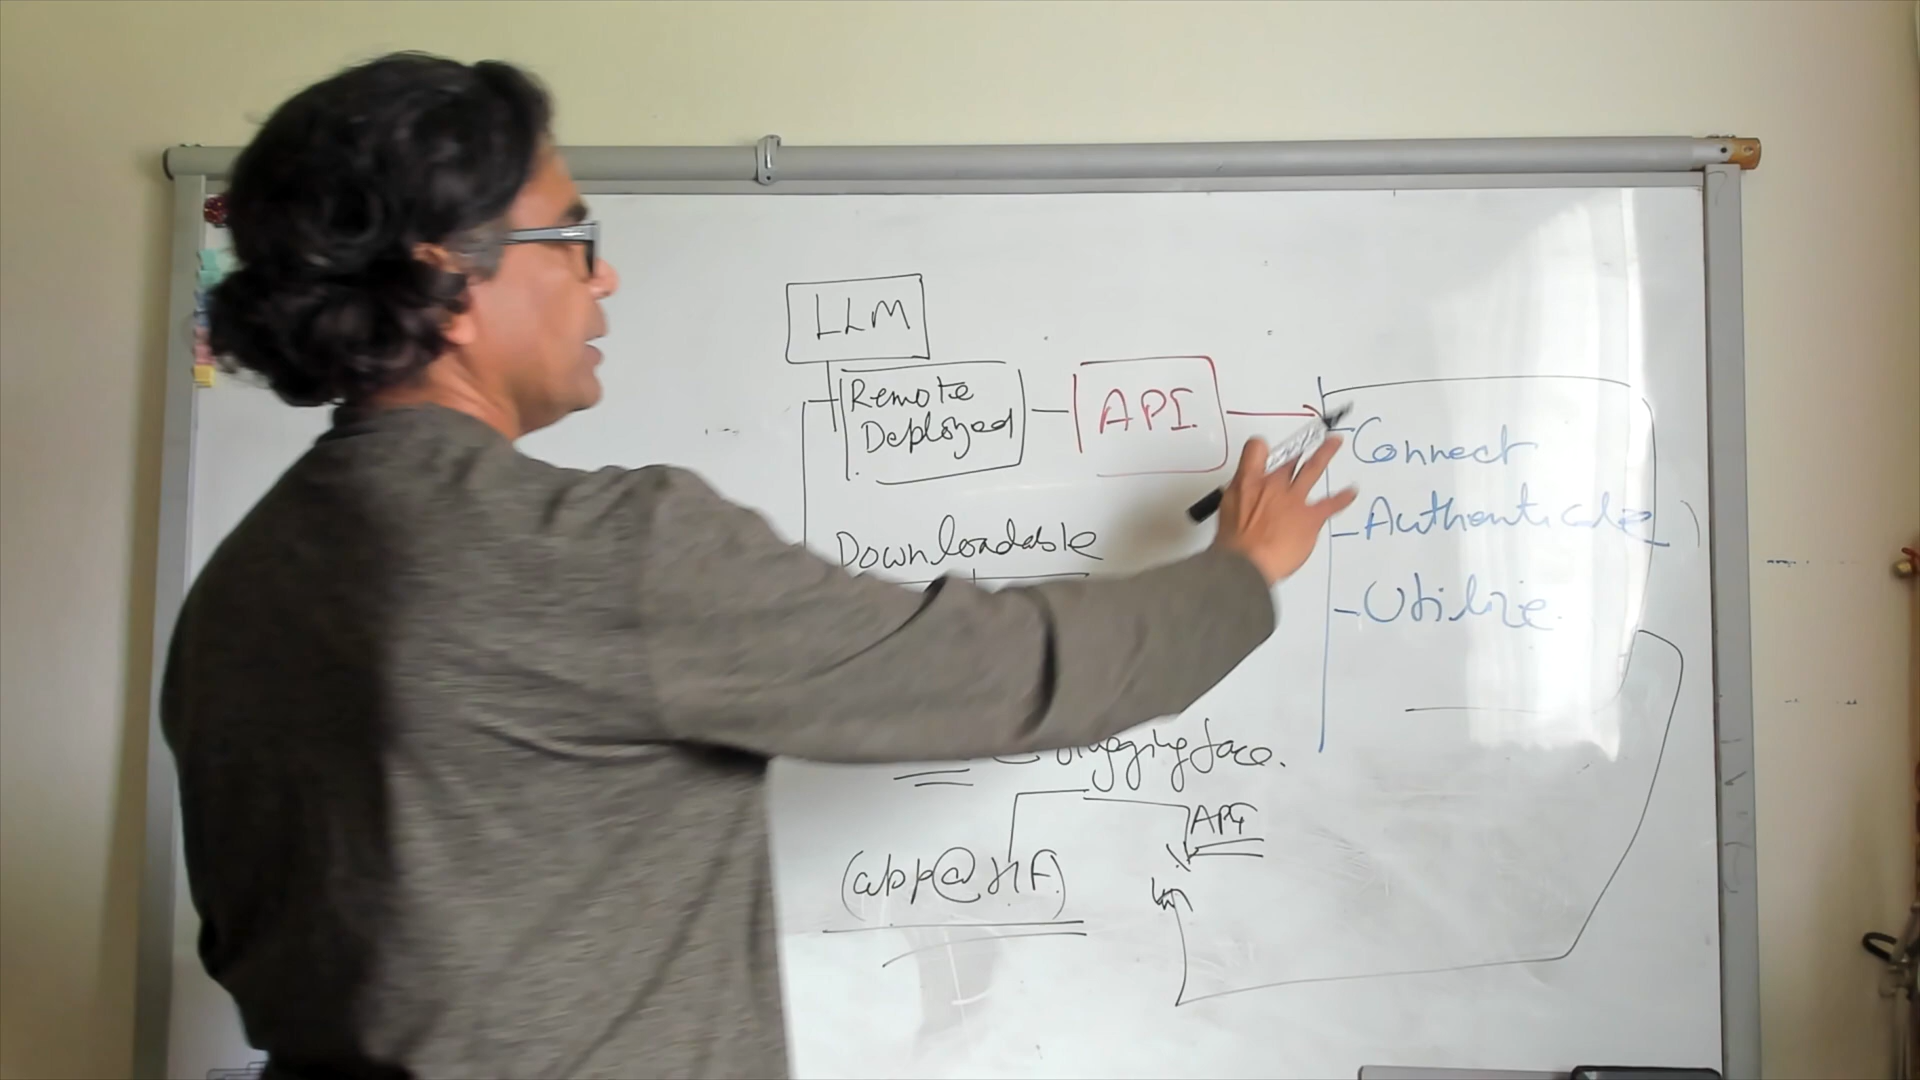 LLM
Remote
Deployed
API
Connect
Authenticate
Utilize
Downloadable
Huggingface.
API
(app@HF)